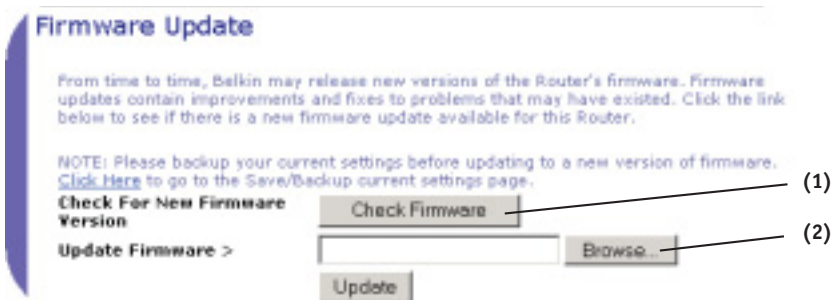 Firmware Update
From time to time, Belkin may release new versions of the Router's firmware. Firmware
updates contain improvements and fixes to problems that may have existed. Click the link
below to see if there is a new firmware update available for this Router.
NOTE: Please backup your current settings before updating to a new version of firmware.
Click Here to go to the Save/Backup current settings page.
Check For New Firmware
Version
Check Firmware
(1)
Update Firmware >
Browse...
(2)
Update